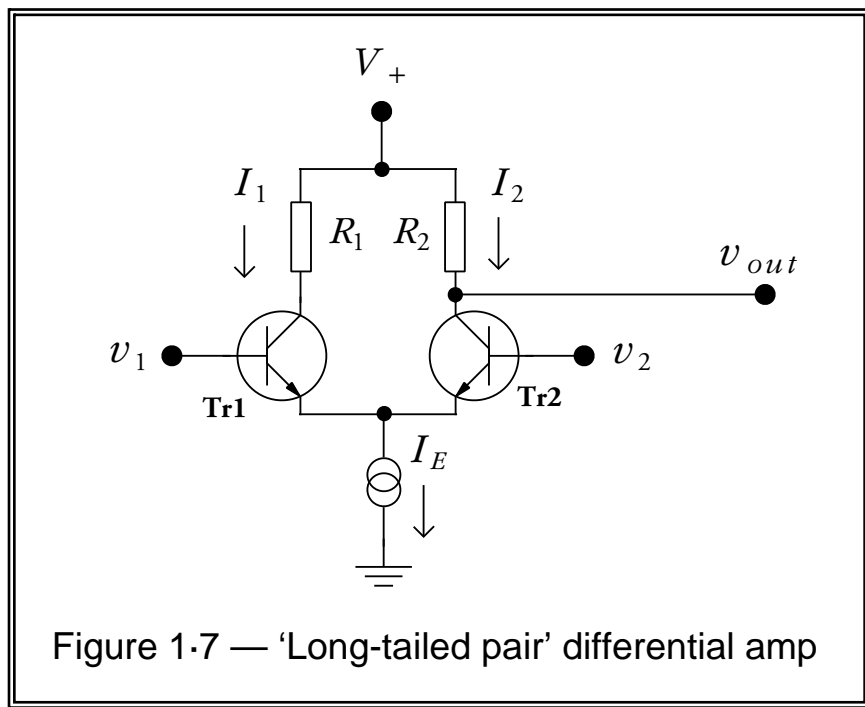 V+
I1 I2
R1 R2
vout
v1 v2
Tr1 Tr2
IE
Figure 1·7 — ‘Long-tailed pair’ differential amp